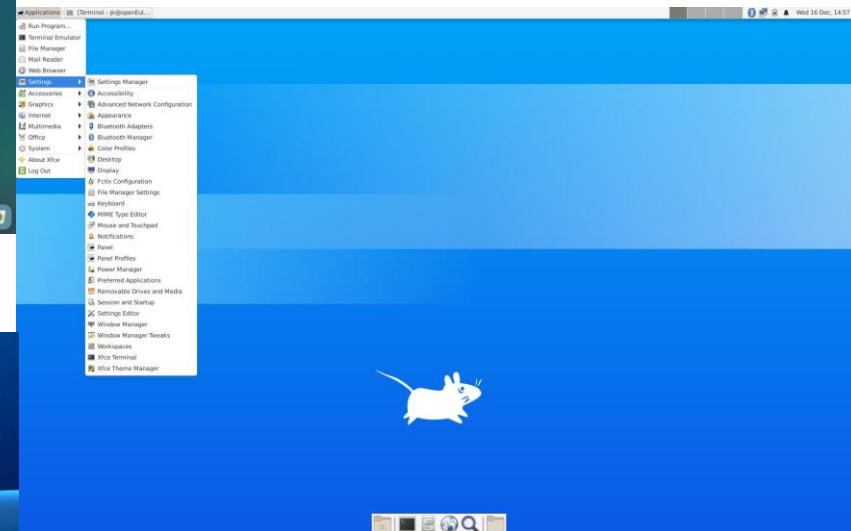 Applications
[Terminal - pi@openEul...
Wed 16 Dec, 14:57
Run Program...
Terminal Emulator
File Manager
Mail Reader
Web Browser
Settings
Accessories
Graphics
Internet
Multimedia
Office
System
About Xfce
Log Out
Settings Manager
Accessibility
Advanced Network Configuration
Appearance
Bluetooth Adapters
Bluetooth Manager
Color Profiles
Desktop
Display
Fcitx Configuration
File Manager Settings
Keyboard
MIME Type Editor
Mouse and Touchpad
Notifications
Panel
Panel Profiles
Power Manager
Preferred Applications
Removable Drives and Media
Session and Startup
Settings Editor
Window Manager
Window Manager Tweaks
Workspaces
Xfce Terminal
Xfce Theme Manager